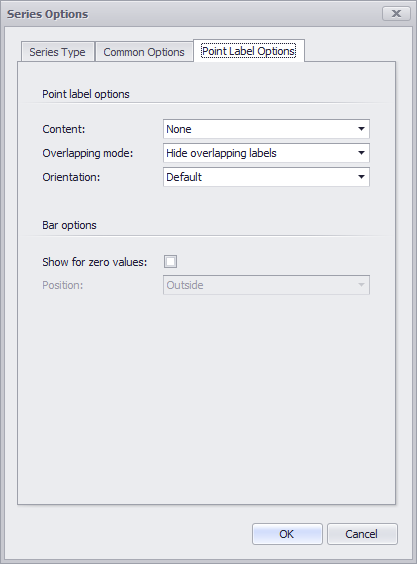 Series Options
Series Type Common Options Point Label Options
Point label options
Content: None
Overlapping mode: Hide overlapping labels
Orientation: Default
Bar options
Show for zero values:
Position: Outside
OK Cancel